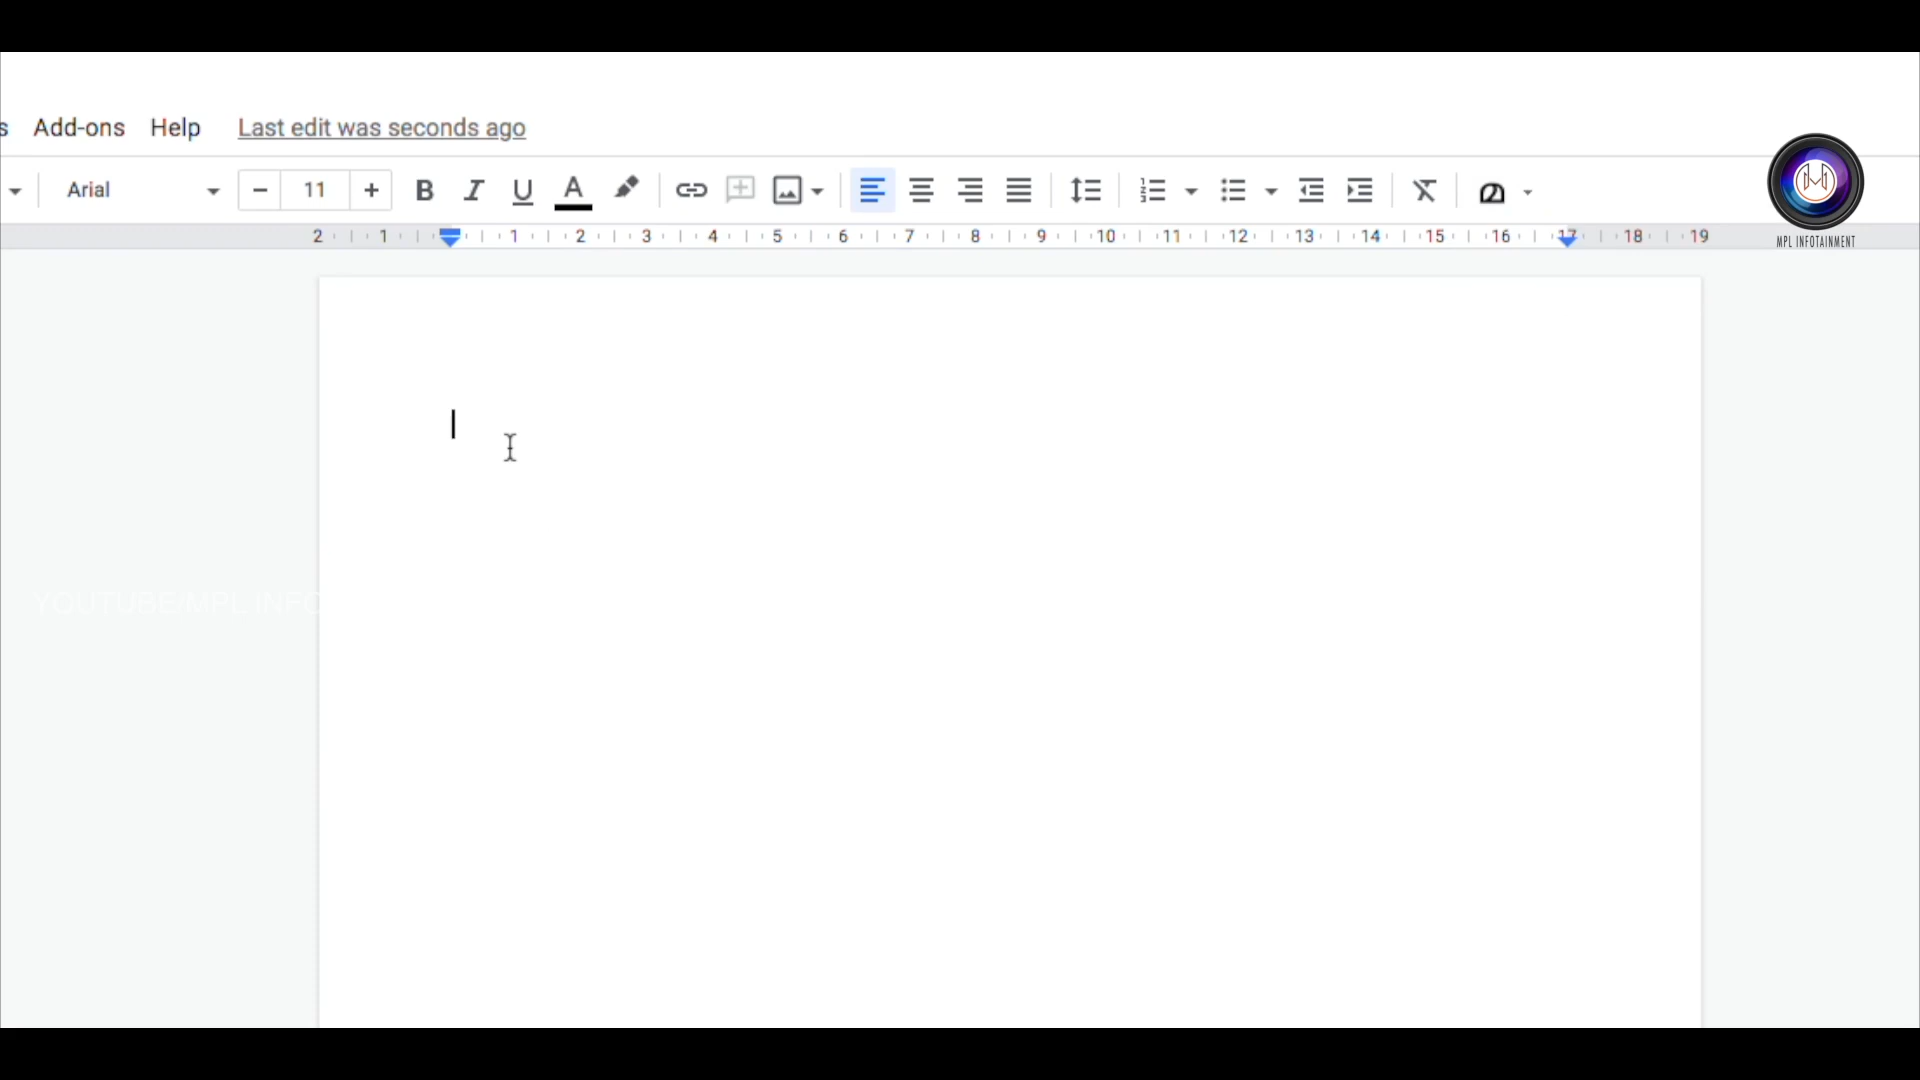 s Add-ons Help Last edit was seconds ago
Arial 11 B I U A മ
2 1 1 2 3 4 5 6 7 8 9 10 11 12 13 14 15 16 17 18 19
MPL INFOTAINMENT
YOUTUBE/MPL INFO